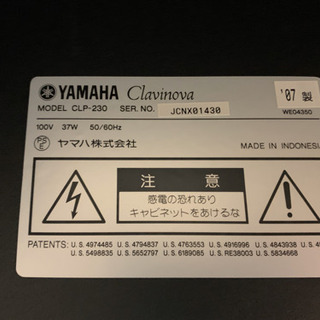 YAMAHA Clavinova
'07 製
MODEL CLP-230 SER. NO. JCNX01430
WE04350
100V 37W 50/60Hz
ヤマハ株式会社
MADE IN INDONES
注 意
感電の恐れあり
キャビネットをあけるな
PATENTS: U.S. 4974485 U.S. 4794837 U.S. 4763553 U.S. 4916996 U.S. 4843938 U.S. 4
U.S. 5498835 U.S. 5652797 U.S. 6189085 U.S. RE38003 U.S. 5834668